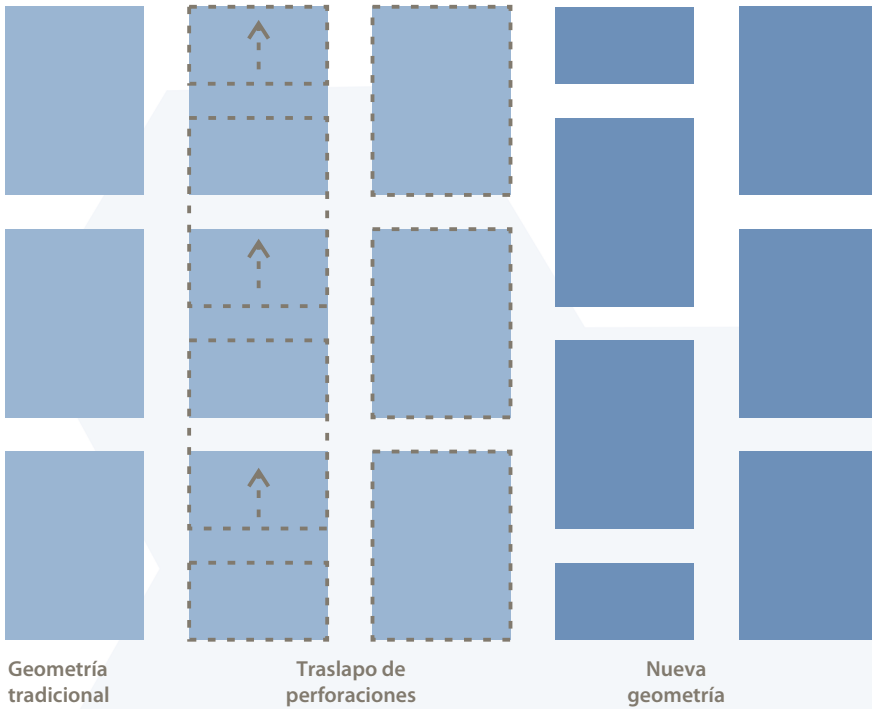 Geometría
tradicional
Traslapo de
perforaciones
Nueva
geometría